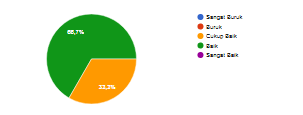 66,7%
33,3%
Sangat Buruk
Buruk
Cukup Baik
Baik
Sangat Baik